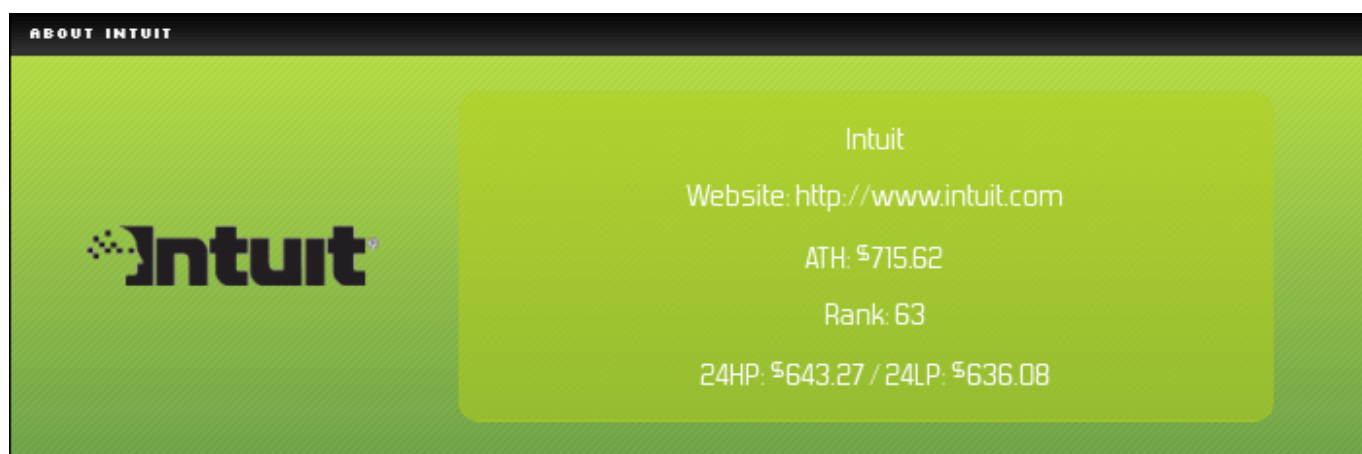 ABOUT INTUIT
Intuit
Website: http://www.intuit.com
Intuit®
ATH: $715.62
Rank: 63
24HP: $643.27 / 24LP: $636.08